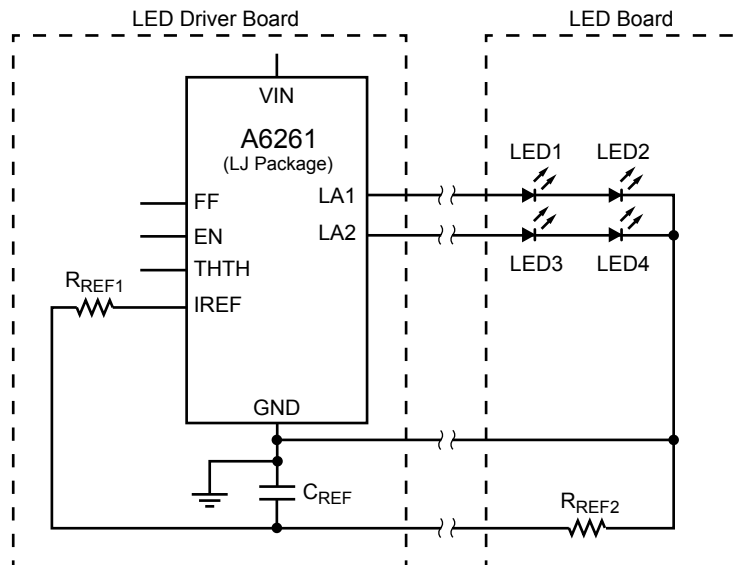 LED Driver Board
LED Board
VIN
A6261
(LJ Package)
LED1
LED2
FF
LA1
EN
LA2
THTH
LED3
LED4
RREF1
IREF
GND
CREF
RREF2